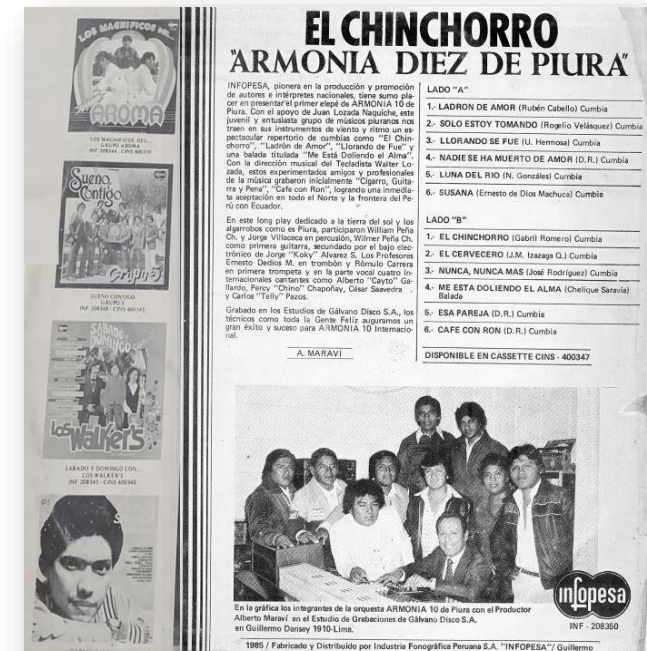 LOS MAGNIFICOS DEL...
AROMA
LOS MAGNIFICOS DEL...
GRUPO AROMA
INF 208344 - CINS 400339
Sueno Contigo
Grupo 5
SUENO CONTIGO
GRUPO 5
INF 208348 - CINS 400345
SABADO y DOMINGO
Los Walker's
SABADO Y DOMINGO CON...
LOS WALKER'S
INF 208343 - CINS 400340
EL CHINCHORRO
"ARMONIA DIEZ DE PIURA"
INFOPESA, pionera en la producción y promoción
de autores e intérpretes nacionales, tiene sumo pla-
cer en presentar el primer elepé de ARMONIA 10 de
Piura. Con el apoyo de Juan Lozada Naquiche, este
juvenil y entusiasta grupo de músicos piuranos nos
traen en sus instrumentos de viento y ritmo un es-
pectacular repertorio de cumbias como "El Chin-
chorro", "Ladrón de Amor", "Llorando de Fue" y
una balada titulada "Me Está Doliendo el Alma".
Con la dirección musical del Tecladista Walter Lo-
zada, estos experimentados amigos y profesionales
de la música grabaron inicialmente "Cigarro, Guita-
rra y Pena", "Cafe con Ron", logrando una inmedia-
ta aceptación en todo el Norte y la frontera del Pe-
rú con Ecuador.
En este long play dedicado a la tierra del sol y los
algarrobos como es Piura, participaron William Peña
Ch. y Jorge Villaceca en percusión, Wilmer Peña Ch.
como primera guitarra, secundado por el bajo elec-
trónico de Jorge "Koky" Alvarez S. Los Profesores
Ernesto Dedios M. en trombón y Rómulo Carrera
en primera trompeta y en la parte vocal cuatro in-
ternacionales cantantes como Alberto "Cayto" Ga-
llardo, Percy "Chino" Chapoñay, César Saavedra
y Carlos "Telly" Pazos.
Grabado en los Estudios de Gálvano Disco S.A., los
técnicos como toda la Gente Feliz auguramos un
gran éxito y suceso para ARMONIA 10 Internacio-
nal.
A. MARAVI
LADO "A"
1.- LADRON DE AMOR (Rubén Cabello) Cumbia
2.- SOLO ESTOY TOMANDO (Rogelio Velásquez) Cumbia
3.- LLORANDO SE FUE (U. Hermosa) Cumbia
4.- NADIE SE HA MUERTO DE AMOR (D.R.) Cumbia
5.- LUNA DEL RIO (N. Gonzáles) Cumbia
6.- SUSANA (Ernesto de Dios Machuca) Cumbia
LADO "B"
1.- EL CHINCHORRO (Gabril Romero) Cumbia
2.- EL CERVECERO (J.M. Izazaga Q.) Cumbia
3.- NUNCA, NUNCA MAS (José Rodríguez) Cumbia
4.- ME ESTA DOLIENDO EL ALMA (Chelique Saravia)
Balada
5.- ESA PAREJA (D.R.) Cumbia
6.- CAFE CON RON (D.R.) Cumbia
DISPONIBLE EN CASSETTE CINS - 400347
En la gráfica los integrantes de la orquesta ARMONIA 10 de Piura con el Productor
Alberto Maraví en el Estudio de Grabaciones de Gálvano Disco S.A.
en Guillermo Dansey 1910-Lima.
infopesa
INF - 208350
1985 / Fabricado y Distribuido por Industria Fonográfica Peruana S.A. "INFOPESA"/ Guillermo